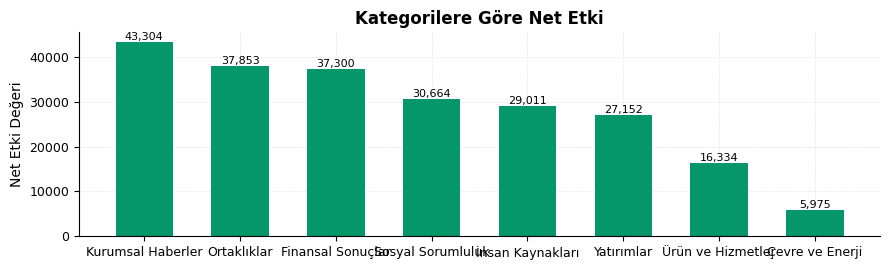 Kategorilere Göre Net Etki
Net Etki Değeri
40000
30000
20000
10000
0
43,304
37,853
37,300
30,664
29,011
27,152
16,334
5,975
Kurumsal Haberler
Ortaklıklar
Finansal Sonuçlar
Sosyal Sorumluluk
İnsan Kaynakları
Yatırımlar
Ürün ve Hizmetler
Çevre ve Enerji